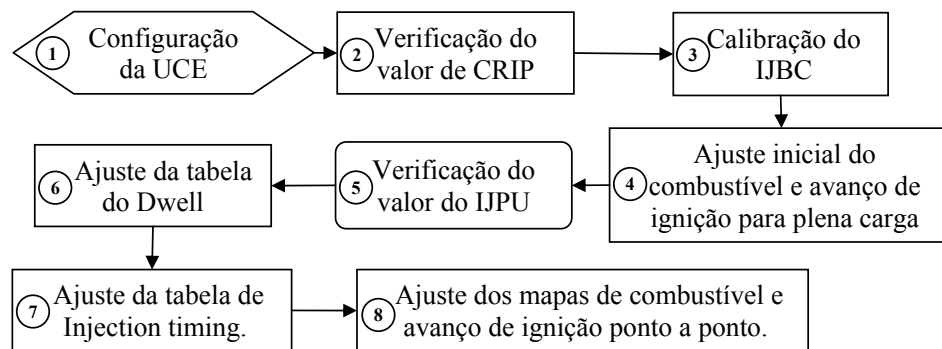 1
Configuração
da UCE
2
Verificação do
valor de CRIP
3
Calibração do
IJBC
4
Ajuste inicial do
combustível e avanço de
ignição para plena carga
5
Verificação do
valor do IJPU
6
Ajuste da tabela
do Dwell
7
Ajuste da tabela de
Injection timing.
8
Ajuste dos mapas de combustível e
avanço de ignição ponto a ponto.